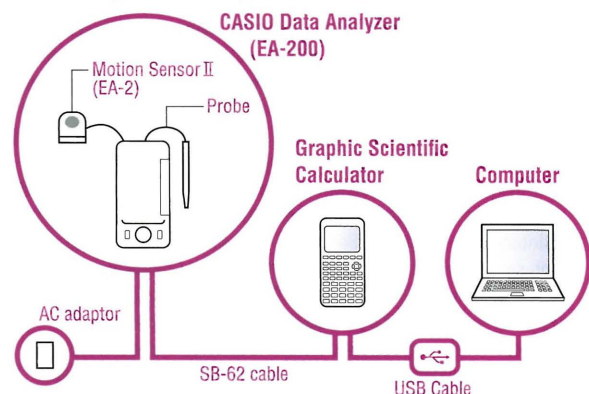 CASIO Data Analyzer
(EA-200)
Motion Sensor II
(EA-2)
Probe
Graphic Scientific
Calculator
Computer
AC adaptor
SB-62 cable
USB Cable